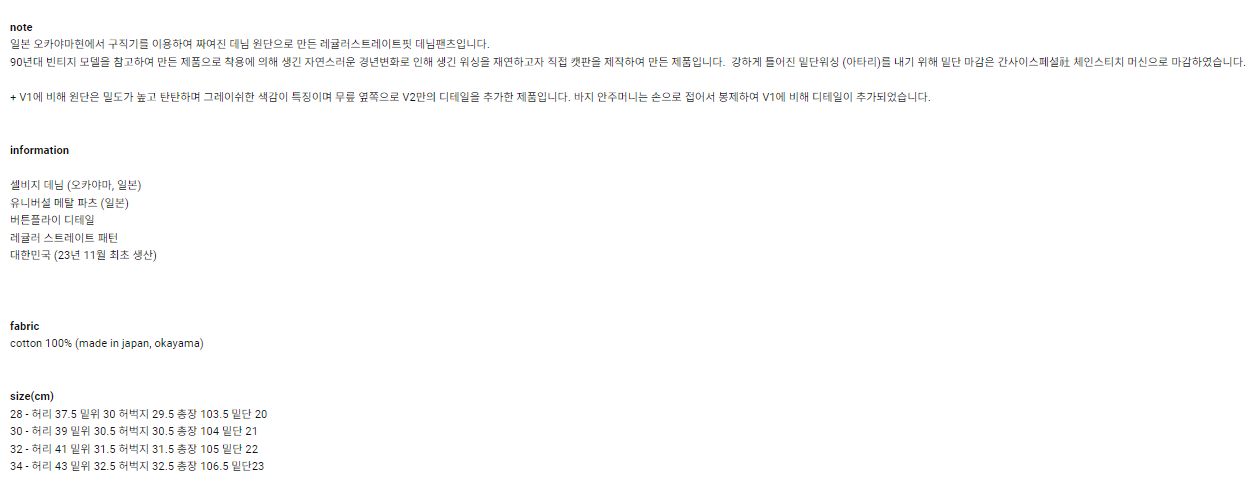 note
일본 오카야마현에서 구직기를 이용하여 짜여진 데님 원단으로 만든 레귤러스트레이트핏 데님팬츠입니다.
90년대 빈티지 모델을 참고하여 만든 제품으로 착용에 의해 생긴 자연스러운 경년변화로 인해 생긴 워싱을 재연하고자 직접 캣판을 제작하여 만든 제품입니다. 강하게 틀어진 밑단워싱 (아타리)를 내기 위해 밑단 마감은 간사이스페셜社 체인스티치 머신으로 마감하였습니다.
+ V1에 비해 원단은 밀도가 높고 탄탄하며 그레이쉬한 색감이 특징이며 무릎 옆쪽으로 V2만의 디테일을 추가한 제품입니다. 바지 안주머니는 손으로 접어서 봉제하여 V1에 비해 디테일이 추가되었습니다.
information
셀비지 데님 (오카야마, 일본)
유니버설 메탈 파츠 (일본)
버튼플라이 디테일
레귤러 스트레이트 패턴
대한민국 (23년 11월 최초 생산)
fabric
cotton 100% (made in japan, okayama)
size(cm)
28 - 허리 37.5 밑위 30 허벅지 29.5 총장 103.5 밑단 20
30 - 허리 39 밑위 30.5 허벅지 30.5 총장 104 밑단 21
32 - 허리 41 밑위 31.5 허벅지 31.5 총장 105 밑단 22
34 - 허리 43 밑위 32.5 허벅지 32.5 총장 106.5 밑단23